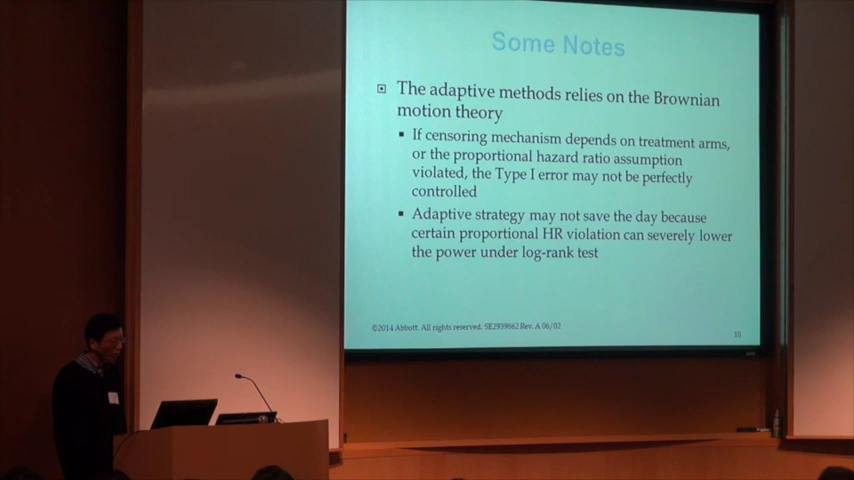 Some Notes
The adaptive methods relies on the Brownian
motion theory
If censoring mechanism depends on treatment arms,
or the proportional hazard ratio assumption
violated, the Type I error may not be perfectly
controlled
Adaptive strategy may not save the day because
certain proportional HR violation can severely lower
the power under log-rank test
©2014 Abbott. All rights reserved. SE2939862 Rev. A 06/02